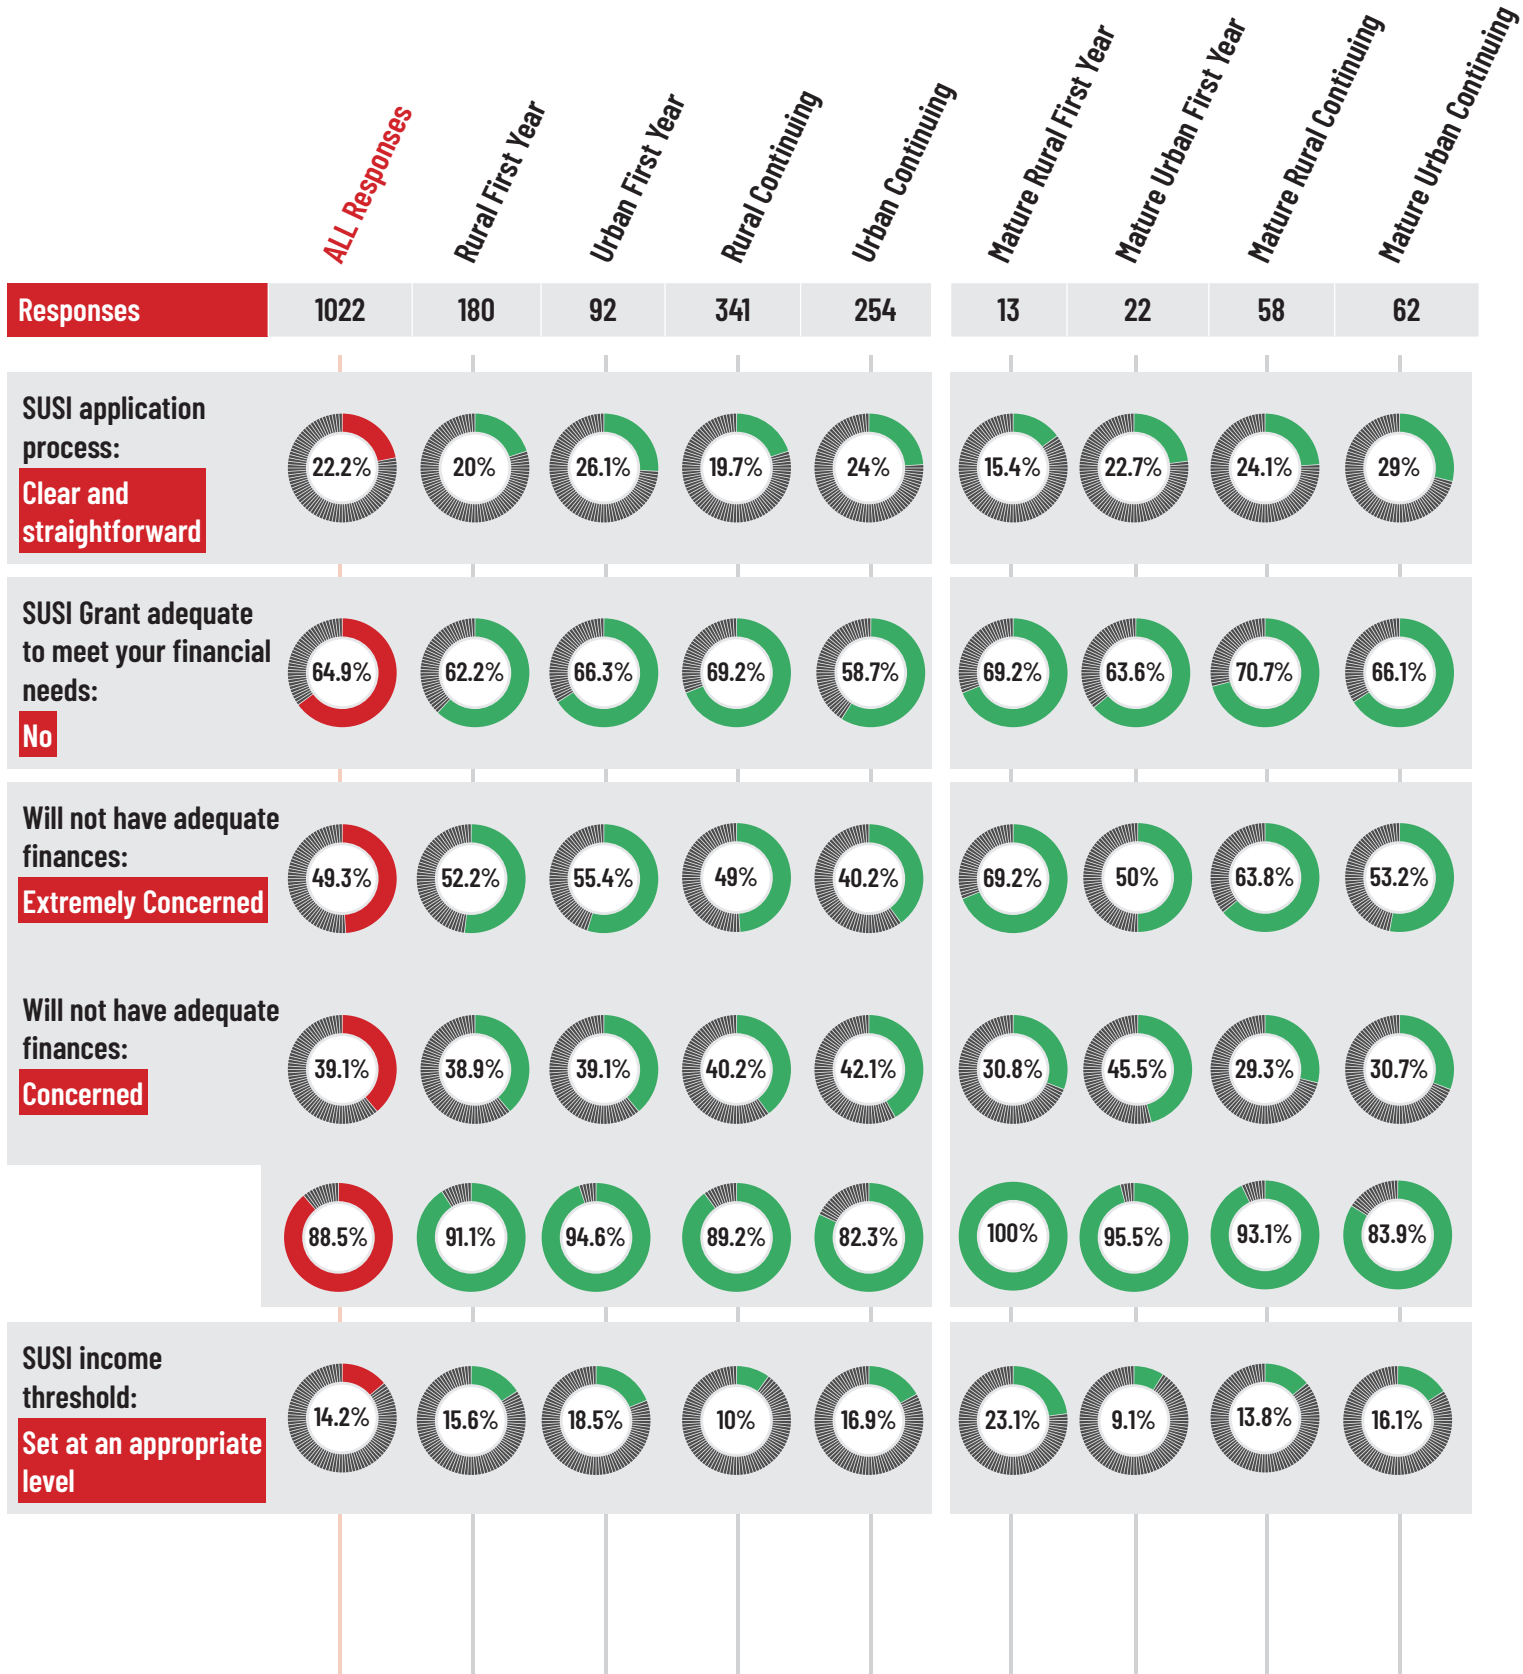 ALL Responses
Rural First Year
Urban First Year
Rural Continuing
Urban Continuing
Mature Rural First Year
Mature Urban First Year
Mature Rural Continuing
Mature Urban Continuing
Responses 1022 180 92 341 254 13 22 58 62
SUSI application
process:
Clear and
straightforward
22.2% 20% 26.1% 19.7% 24% 15.4% 22.7% 24.1% 29%
SUSI Grant adequate
to meet your financial
needs:
No
64.9% 62.2% 66.3% 69.2% 58.7% 69.2% 63.6% 70.7% 66.1%
Will not have adequate
finances:
Extremely Concerned
49.3% 52.2% 55.4% 49% 40.2% 69.2% 50% 63.8% 53.2%
Will not have adequate
finances:
Concerned
39.1% 38.9% 39.1% 40.2% 42.1% 30.8% 45.5% 29.3% 30.7%
88.5% 91.1% 94.6% 89.2% 82.3% 100% 95.5% 93.1% 83.9%
SUSI income
threshold:
Set at an appropriate
level
14.2% 15.6% 18.5% 10% 16.9% 23.1% 9.1% 13.8% 16.1%